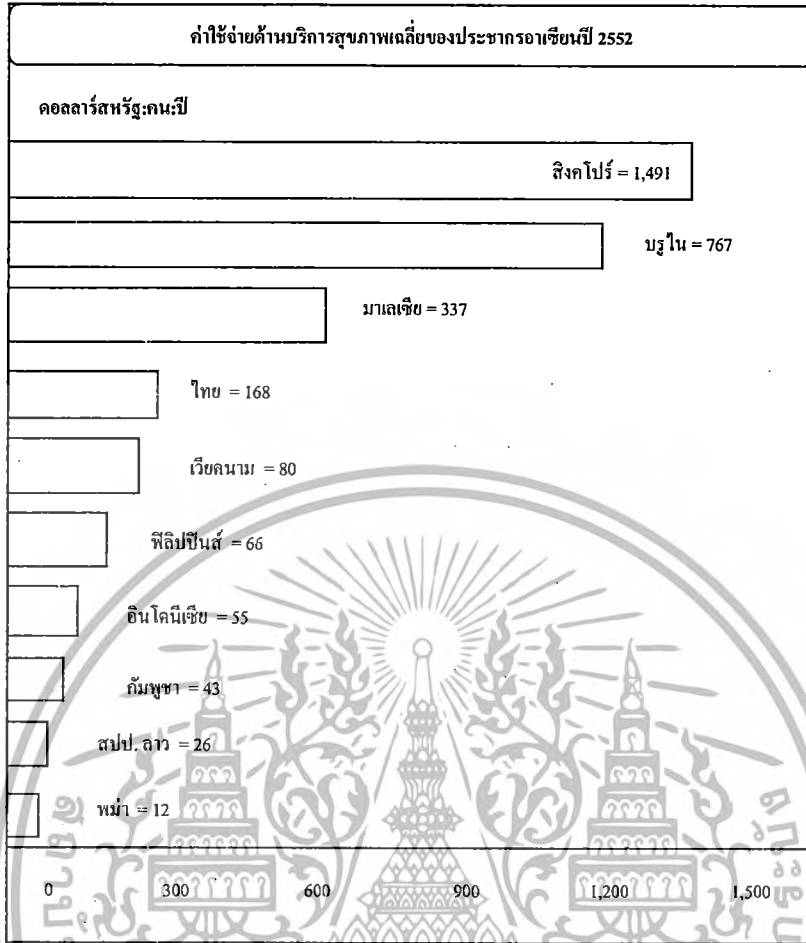 ค่าใช้จ่ายด้านบริการสุขภาพเฉลี่ยของประชากรอาเซียนปี 2552
ดอลลาร์สหรัฐ:คน:ปี
สิงคโปร์ = 1,491
บรูไน = 767
มาเลเซีย = 337
ไทย = 168
เวียดนาม = 80
ฟิลิปปินส์ = 66
อินโดนีเซีย = 55
กัมพูชา = 43
สปป. ลาว = 26
พม่า = 12
0 300 600 900 1,200 1,500